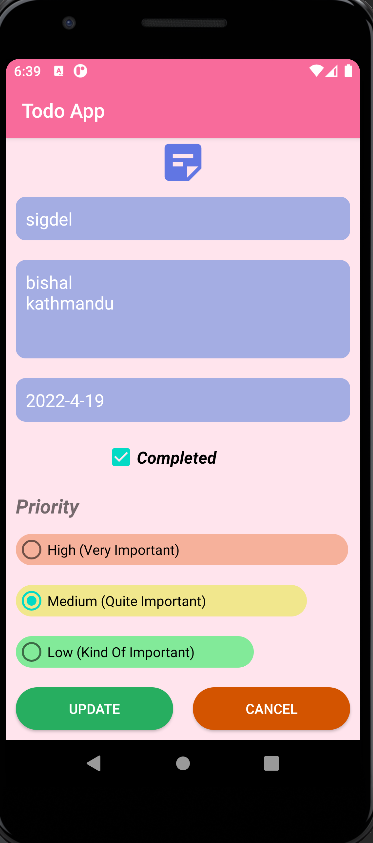 6:39
Todo App
sigdel
bishal
kathmandu
2022-4-19
Completed
Priority
High (Very Important)
Medium (Quite Important)
Low (Kind Of Important)
UPDATE
CANCEL